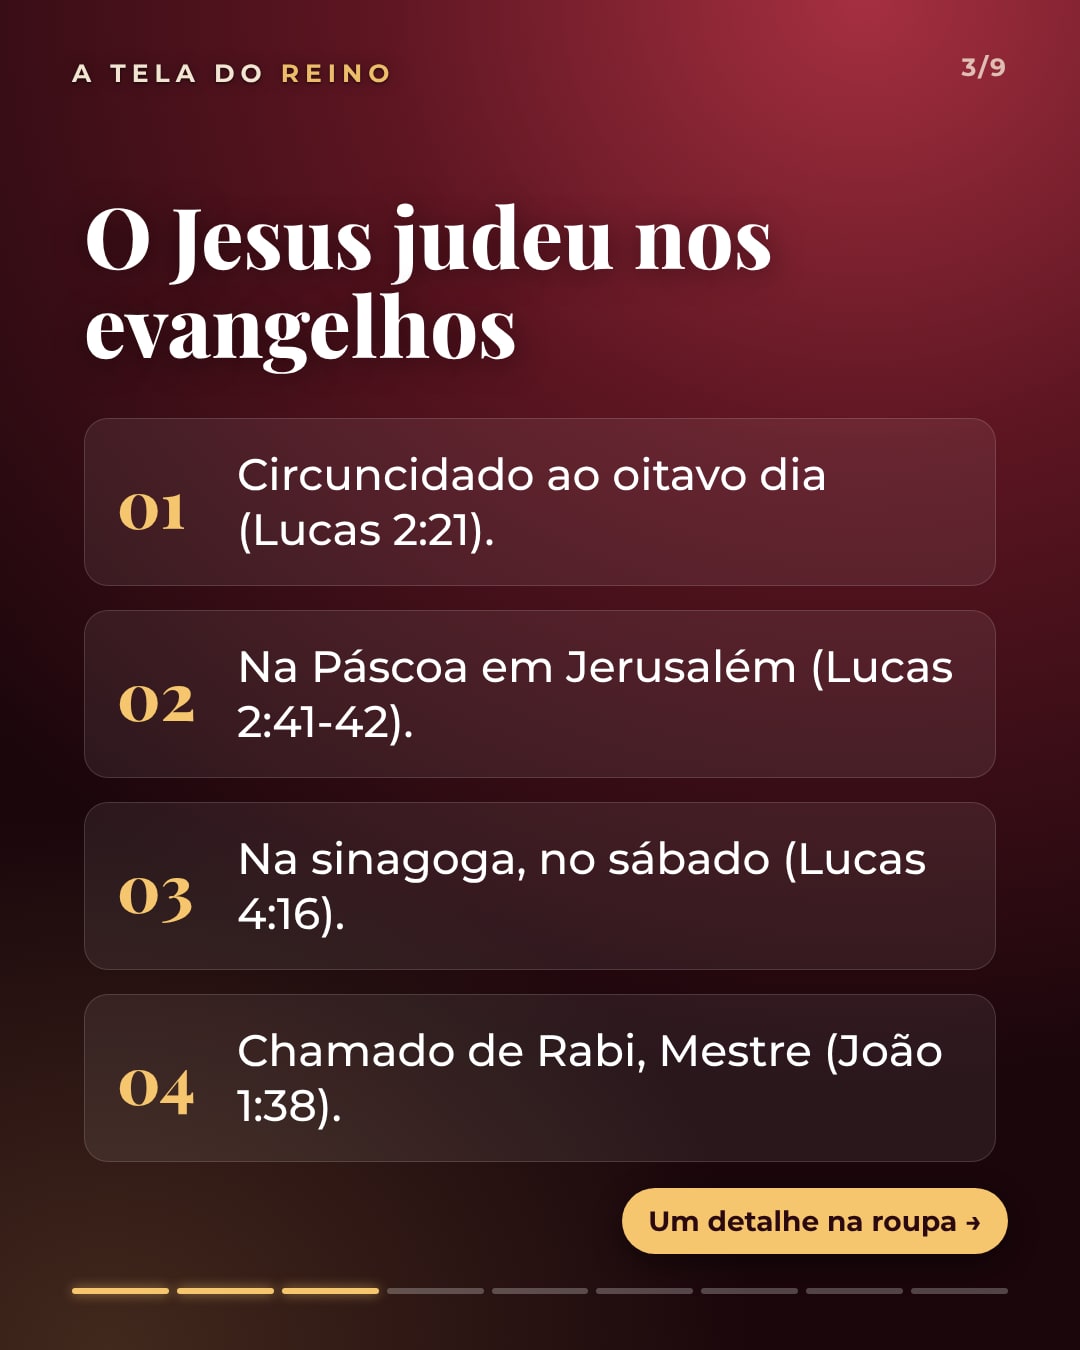 A TELA DO REINO
3/9
O Jesus judeu nos
evangelhos
01
Circuncidado ao oitavo dia
(Lucas 2:21).
02
Na Páscoa em Jerusalém (Lucas
2:41-42).
03
Na sinagoga, no sábado (Lucas
4:16).
04
Chamado de Rabi, Mestre (João
1:38).
Um detalhe na roupa →